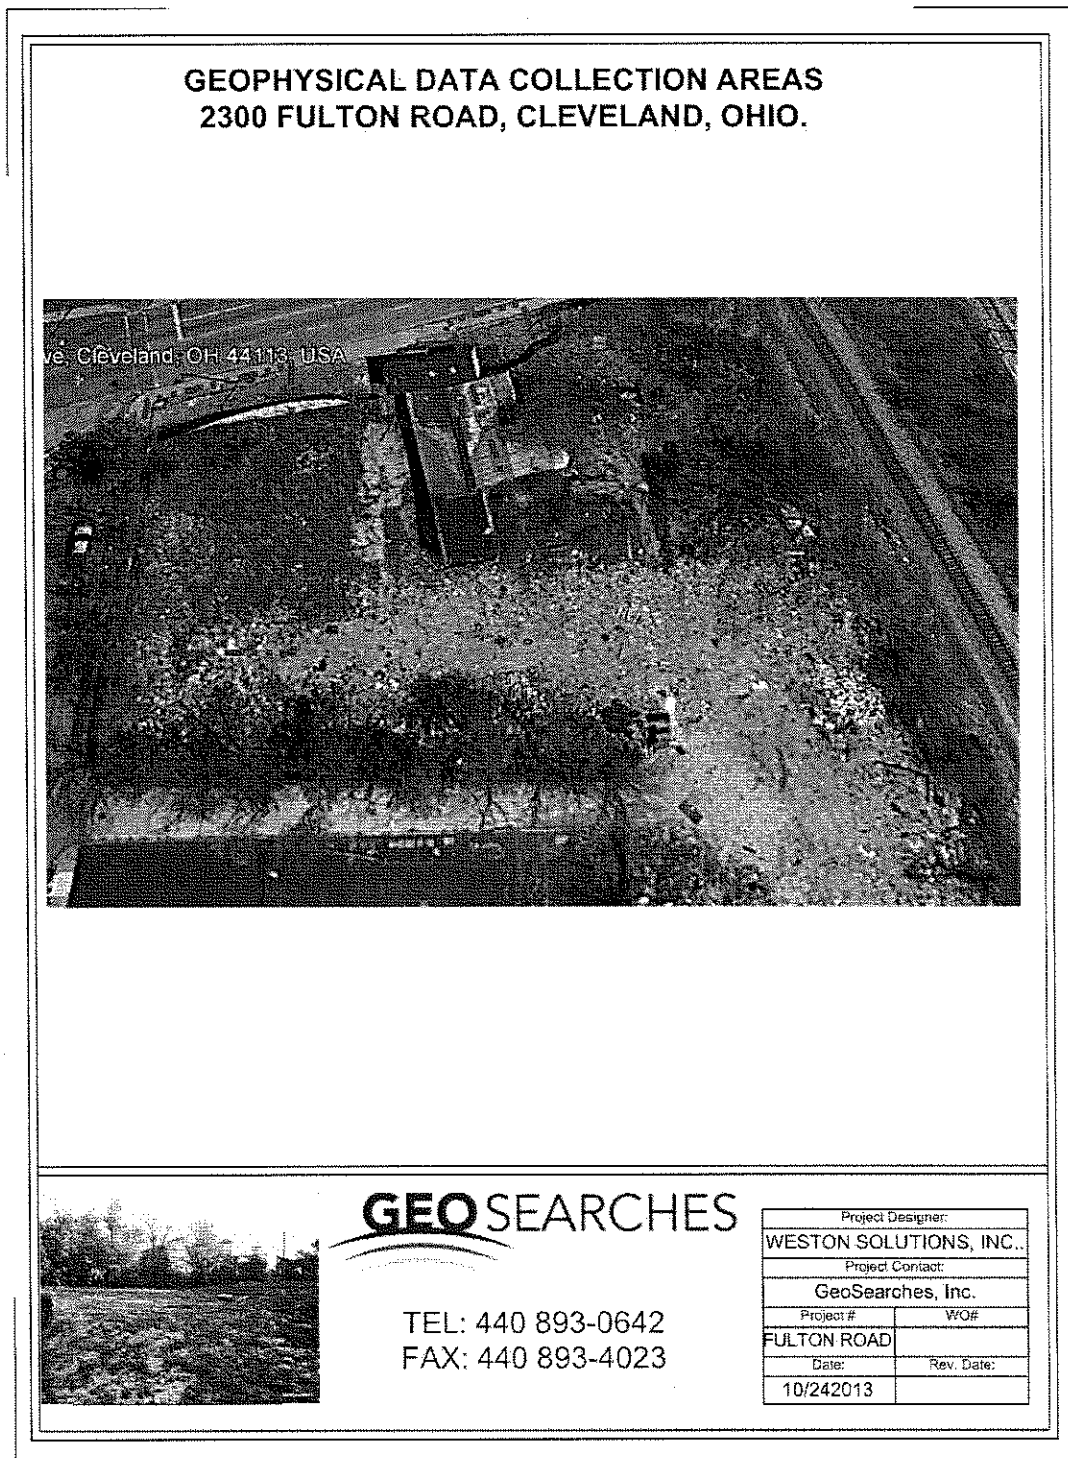 GEOPHYSICAL DATA COLLECTION AREAS
2300 FULTON ROAD, CLEVELAND, OHIO.
ve, Cleveland, OH 44113, USA
GEOSEARCHES
TEL: 440 893-0642
FAX: 440 893-4023
Project Designer:
WESTON SOLUTIONS, INC..
Project Contact:
GeoSearches, Inc.
Project # WO#
FULTON ROAD
Date: Rev. Date:
10/242013